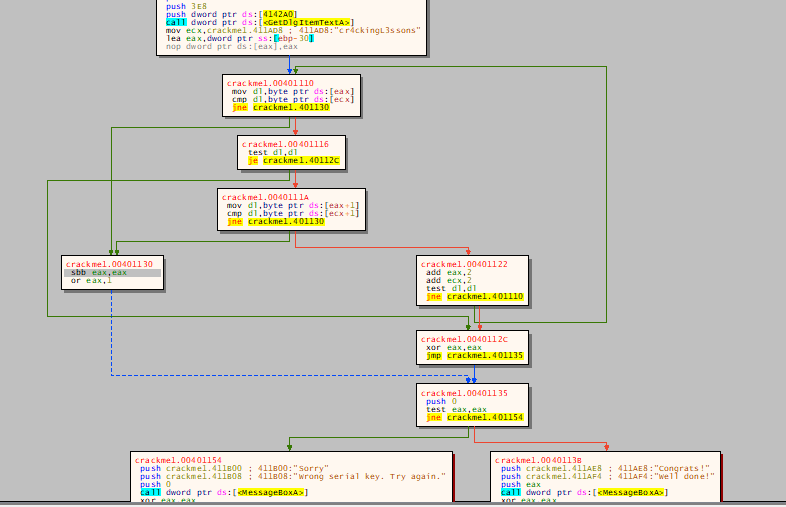 push 3E8
push dword ptr ds:[4142A0]
call dword ptr ds:[<GetDlgItemTextA>]
mov ecx,crackme1.411AD8 ; 411AD8:"cr4ckingL3ssons"
lea eax,dword ptr ss:[ebp-30]
nop dword ptr ds:[eax],eax
crackme1.00401110
mov dl,byte ptr ds:[eax]
cmp dl,byte ptr ds:[ecx]
jne crackme1.401130
crackme1.00401116
test dl,dl
je crackme1.40112C
crackme1.0040111A
mov dl,byte ptr ds:[eax+1]
cmp dl,byte ptr ds:[ecx+1]
jne crackme1.401130
crackme1.00401130
sbb eax,eax
or eax,1
crackme1.00401122
add eax,2
add ecx,2
test dl,dl
jne crackme1.401110
crackme1.0040112C
xor eax,eax
jmp crackme1.401135
crackme1.00401135
push 0
test eax,eax
jne crackme1.401154
crackme1.00401154
push crackme1.411B00 ; 411B00:"Sorry"
push crackme1.411B08 ; 411B08:"wrong serial key. Try again."
push 0
call dword ptr ds:[<MessageBoxA>]
xor eax,eax
crackme1.0040113B
push crackme1.411AE8 ; 411AE8:"Congrats!"
push crackme1.411AF4 ; 411AF4:"well done!"
push eax
call dword ptr ds:[<MessageBoxA>]
xor eax,eax